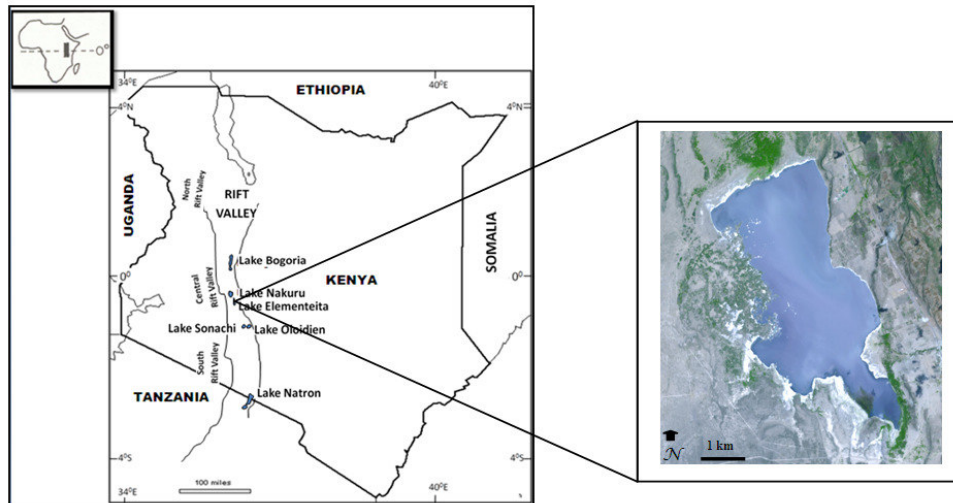 0°
34°E
40°E
ETHIOPIA
4°N
4°N
UGANDA
North
Rift Valley
RIFT
VALLEY
SOMALIA
Lake Bogoria
0°
KENYA
0°
Central
Rift Valley
Lake Nakuru
Lake Elementeita
Lake Sonachi
Lake Oloidien
South
Rift Valley
TANZANIA
Lake Natron
4°S
4°S
100 miles
34°E
40°E
N
1 km